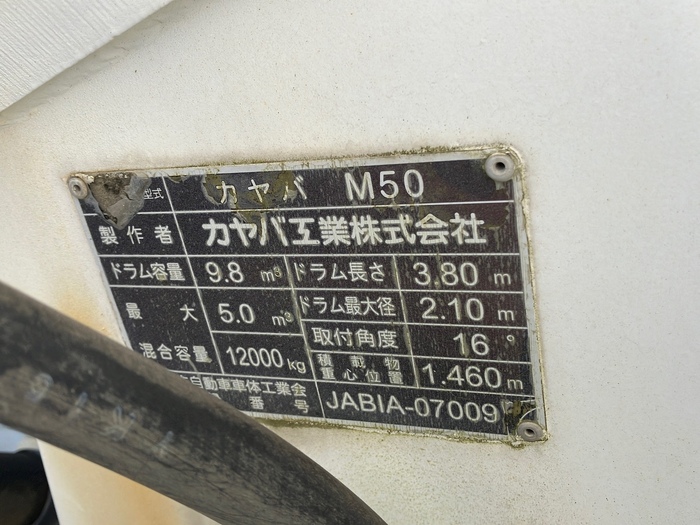 型式 カヤバ M50
製作者 カヤバ工業株式会社
ドラム容量 9.8 m³ ドラム長さ 3.80 m
最大 5.0 m³ ドラム最大径 2.10 m
混合容量 12000kg 取付角度 16°
積載物重心位置 1.460 m
自動車車体工業会
番号 JABIA-07009